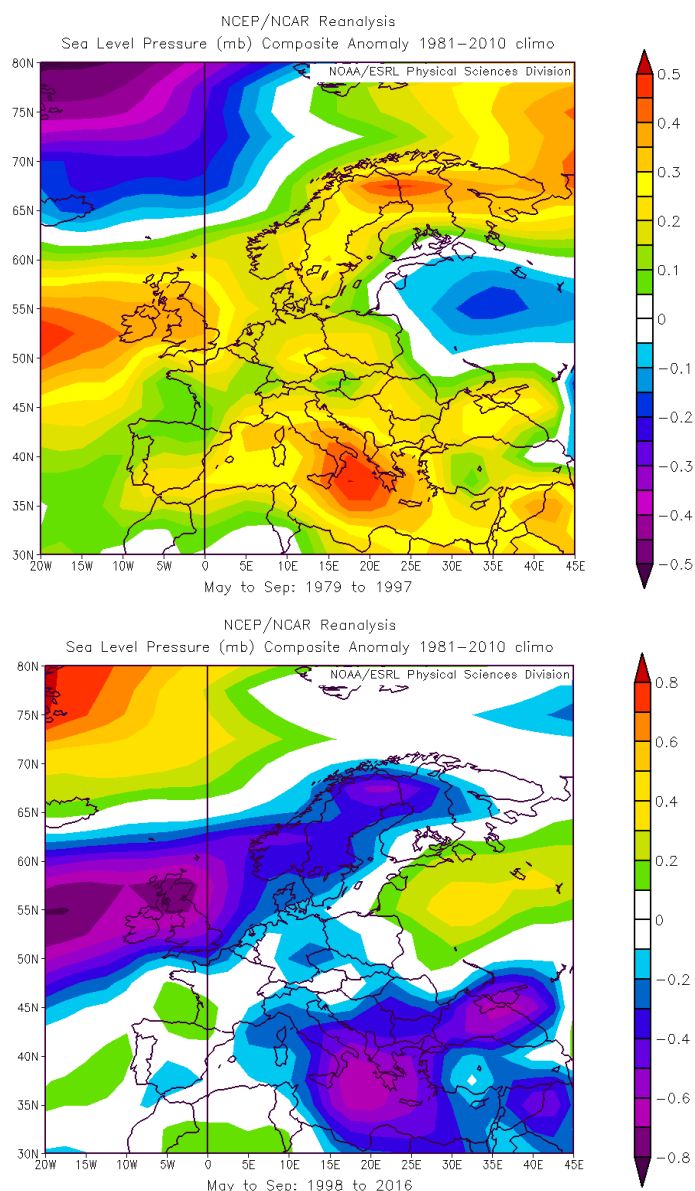 NCEP/NCAR Reanalysis
Sea Level Pressure (mb) Composite Anomaly 1981-2010 climo
NOAA/ESRL Physical Sciences Division
80N
75N
70N
65N
60N
55N
50N
45N
40N
35N
30N
20W 15W 10W 5W 0 5E 10E 15E 20E 25E 30E 35E 40E 45E
May to Sep: 1979 to 1997
0.5
0.4
0.3
0.2
0.1
0
-0.1
-0.2
-0.3
-0.4
-0.5
NCEP/NCAR Reanalysis
Sea Level Pressure (mb) Composite Anomaly 1981-2010 climo
NOAA/ESRL Physical Sciences Division
80N
75N
70N
65N
60N
55N
50N
45N
40N
35N
30N
20W 15W 10W 5W 0 5E 10E 15E 20E 25E 30E 35E 40E 45E
May to Sep: 1998 to 2016
0.8
0.6
0.4
0.2
0
-0.2
-0.4
-0.6
-0.8